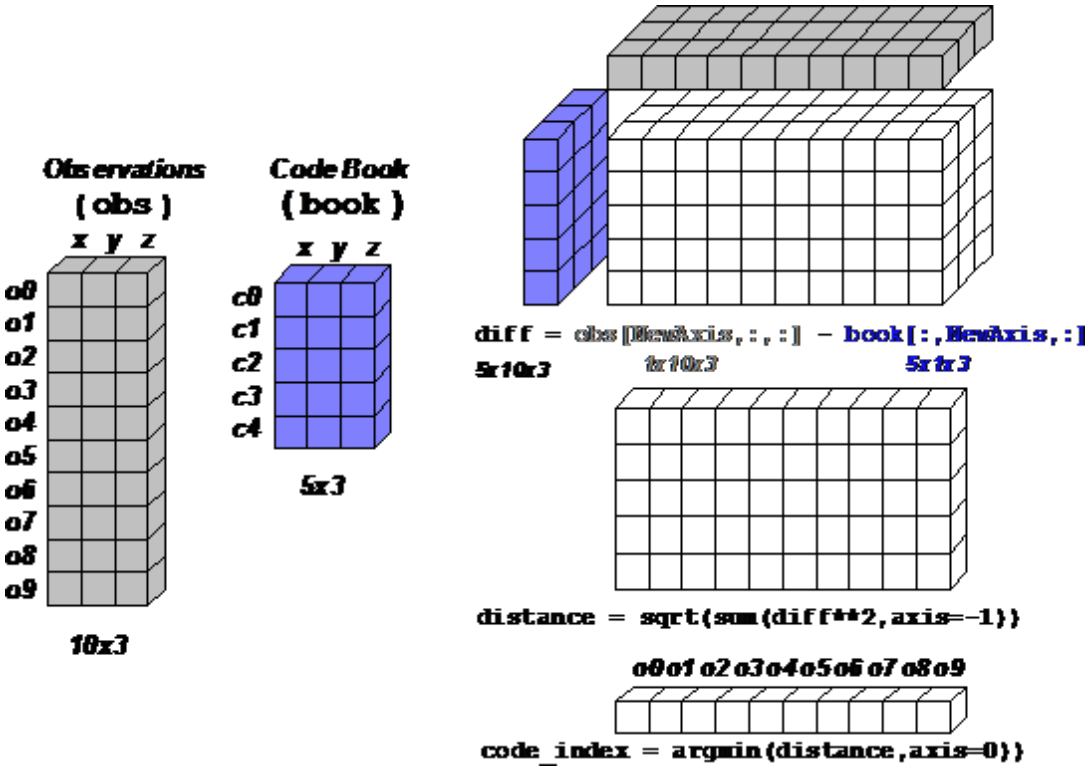 Observations
(obs)
x y z
o0
o1
o2
o3
o4
o5
o6
o7
o8
o9
10x3
Code Book
(book)
x y z
c0
c1
c2
c3
c4
5x3
diff = obs[NewAxis,:,:] - book[:,NewAxis,:]
5x10x3 1x10x3 5x1x3
distance = sqrt(sum(diff**2,axis=-1))
o0 o1 o2 o3 o4 o5 o6 o7 o8 o9
code_index = argmin(distance,axis=0))